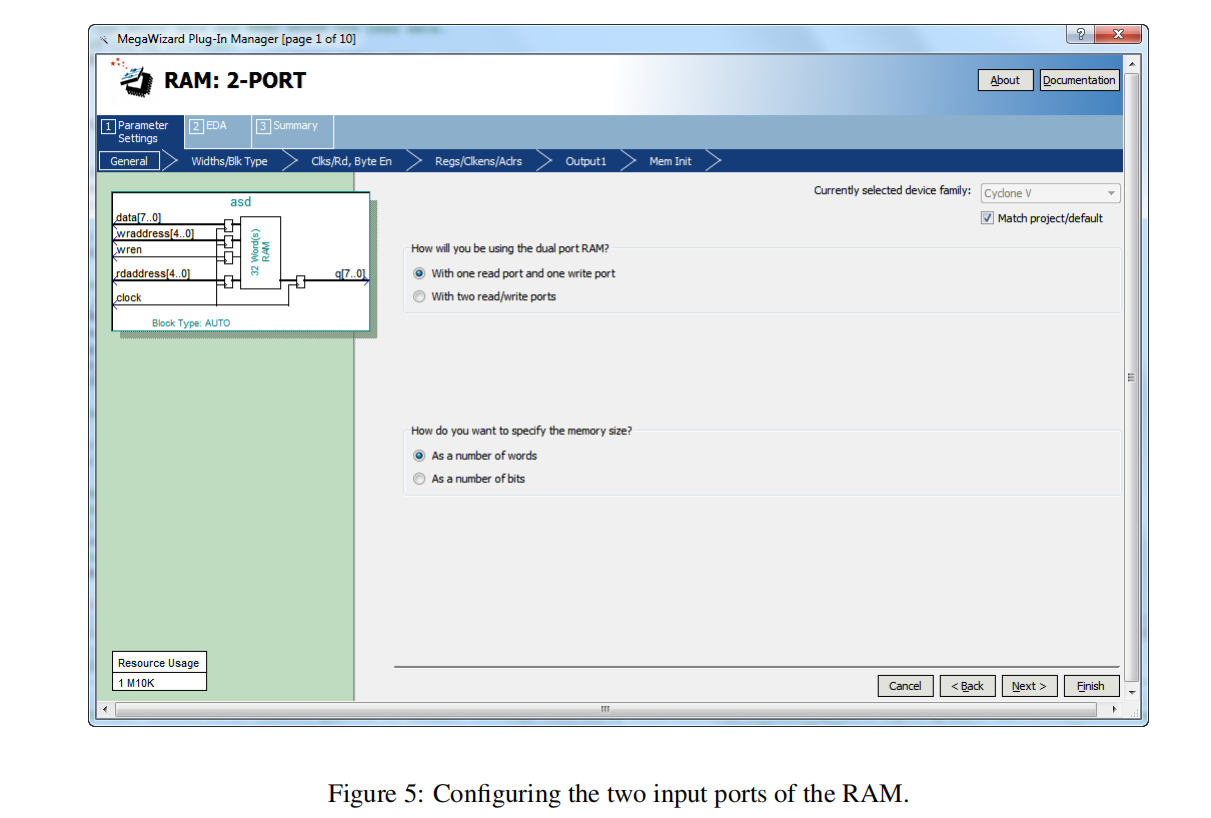 MegaWizard Plug-In Manager [page 1 of 10]
?
RAM: 2-PORT
About
Documentation
1 Parameter Settings
2 EDA
3 Summary
General
Widths/Blk Type
Clks/Rd, Byte En
Regs/Clkens/Aclrs
Output1
Mem Init
Currently selected device family:
Cyclone V
Match project/default
asd
data[7..0]
wraddress[4..0]
wren
rdaddress[4..0]
clock
32 Word(s)
RAM
q[7..0]
Block Type: AUTO
How will you be using the dual port RAM?
With one read port and one write port
With two read/write ports
How do you want to specify the memory size?
As a number of words
As a number of bits
Resource Usage
1 M10K
Cancel
< Back
Next >
Finish
Figure 5: Configuring the two input ports of the RAM.